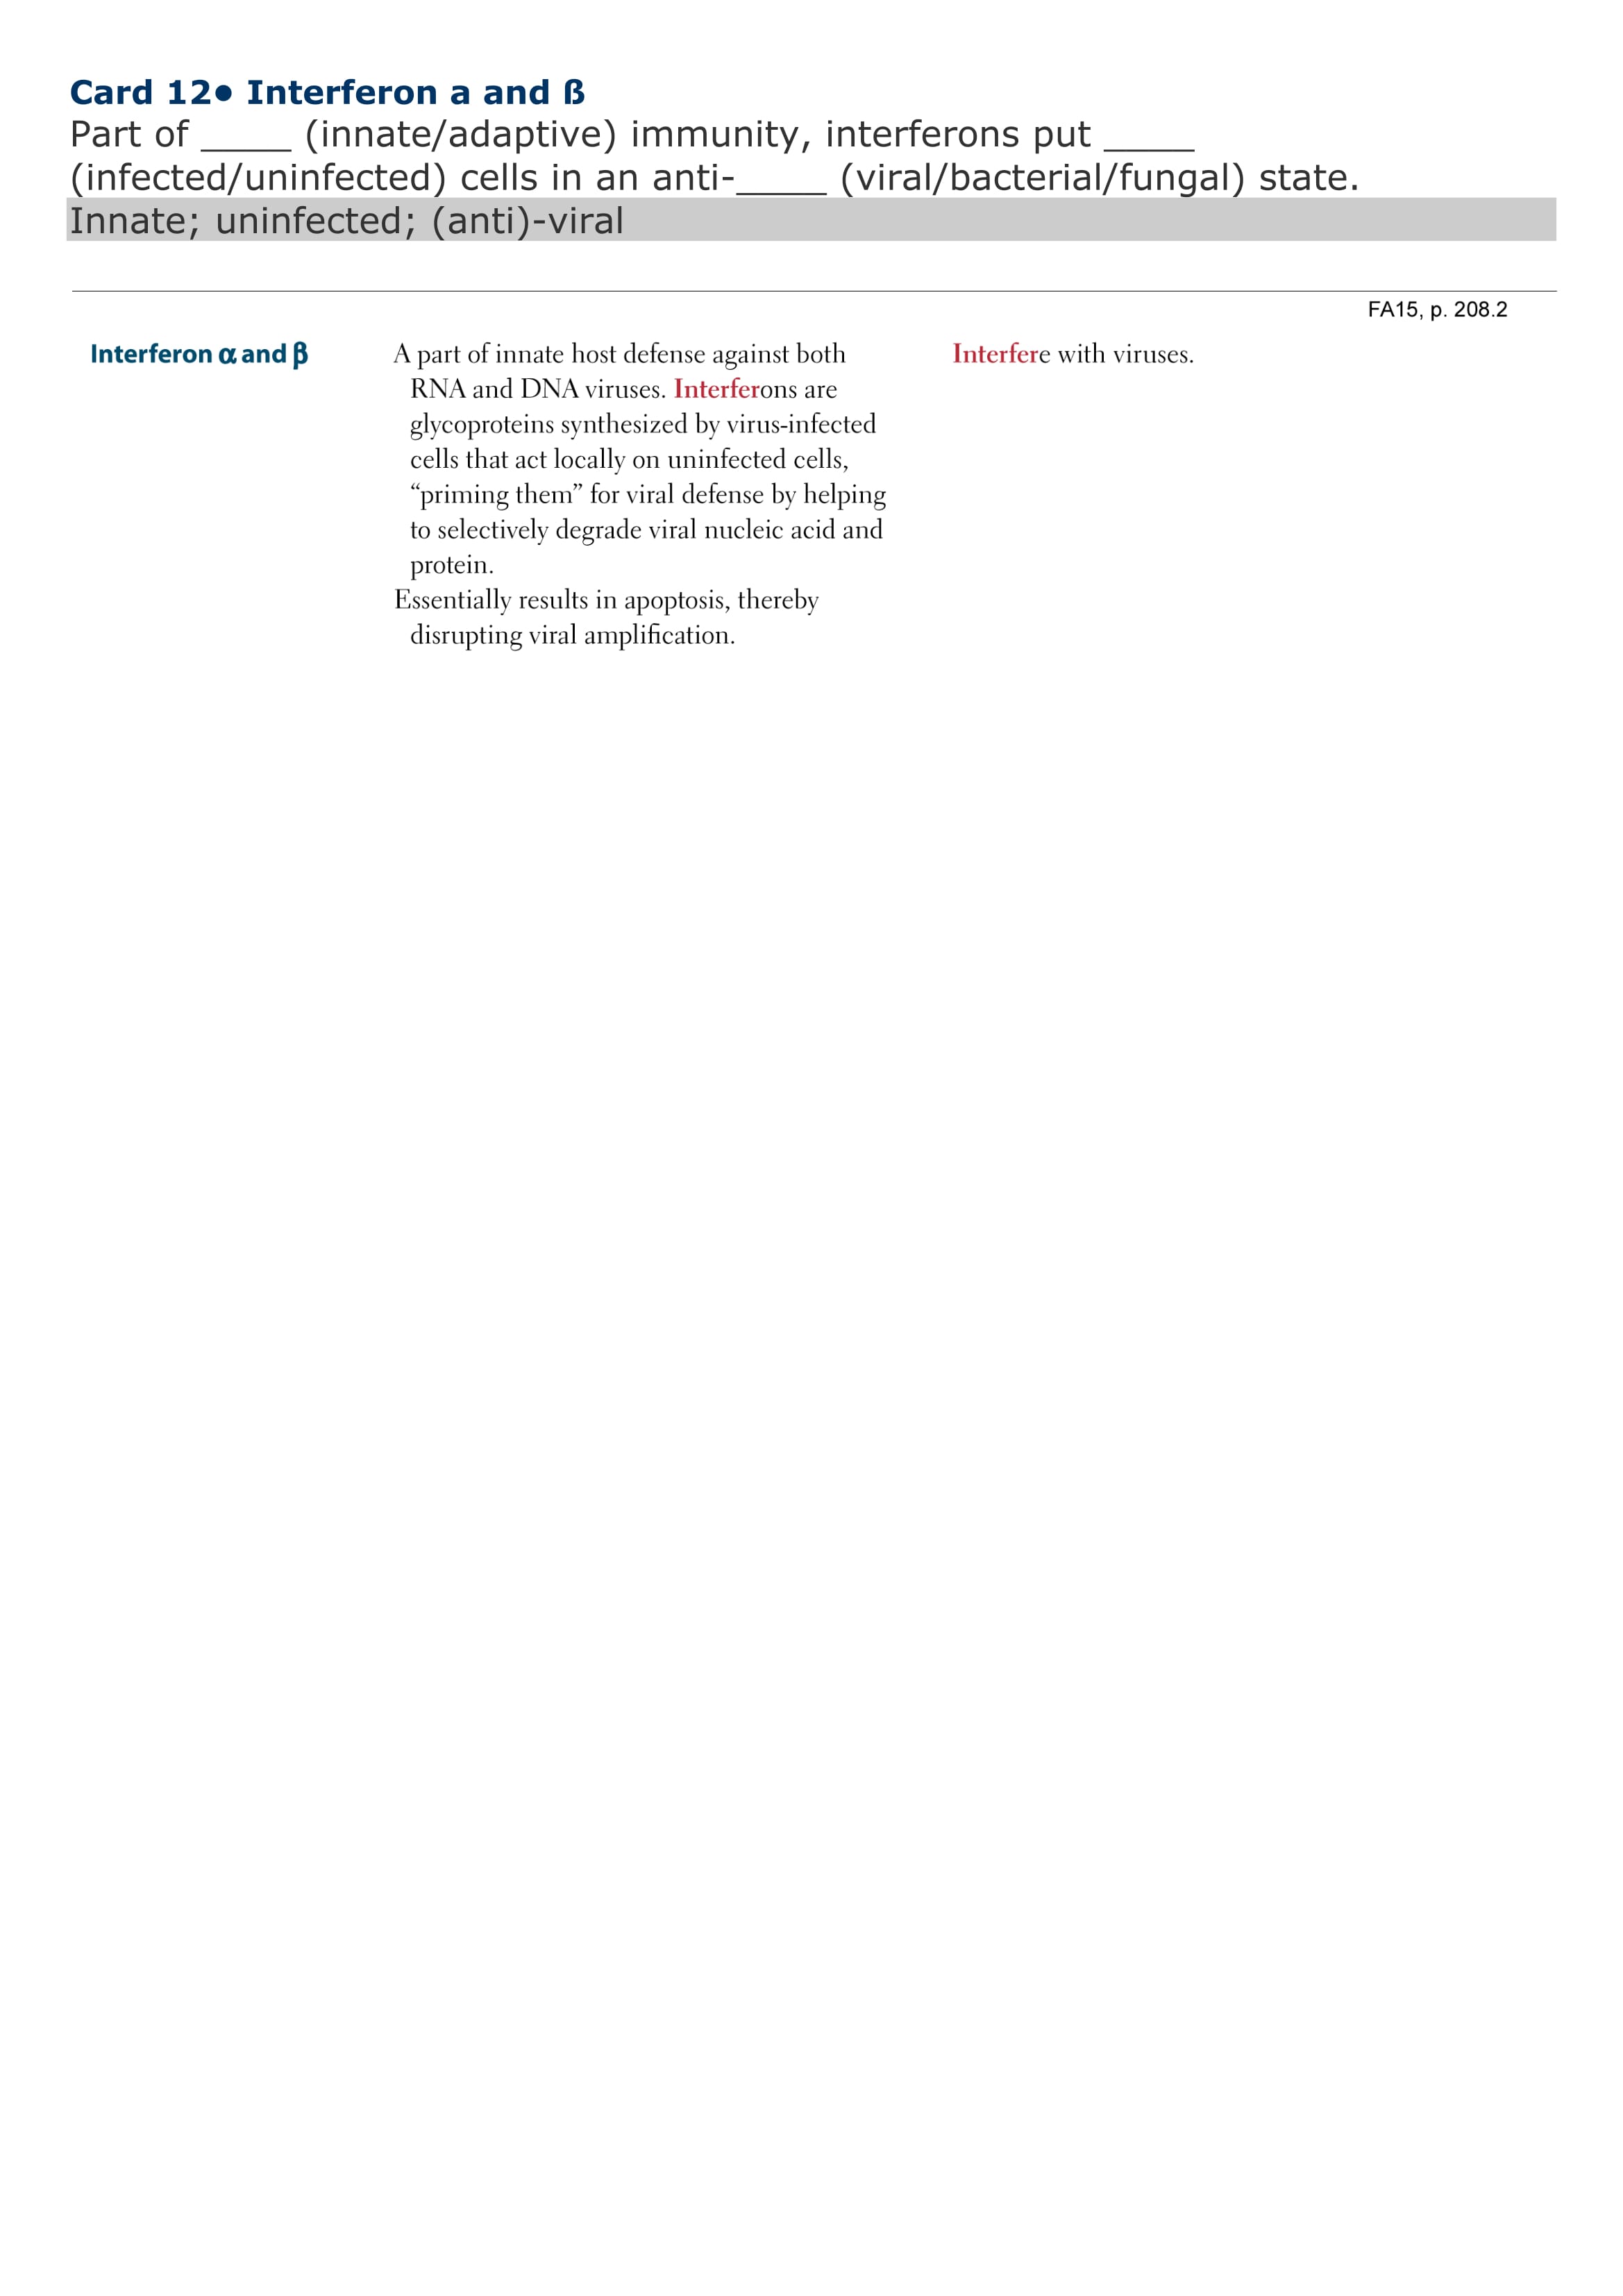 Card 12• Interferon a and ß
Part of _____ (innate/adaptive) immunity, interferons put _____
(infected/uninfected) cells in an anti-_____ (viral/bacterial/fungal) state.
Innate; uninfected; (anti)-viral
FA15, p. 208.2
Interferon α and β
A part of innate host defense against both
RNA and DNA viruses. Interferons are
glycoproteins synthesized by virus-infected
cells that act locally on uninfected cells,
“priming them” for viral defense by helping
to selectively degrade viral nucleic acid and
protein.
Essentially results in apoptosis, thereby
disrupting viral amplification.
Interfere with viruses.